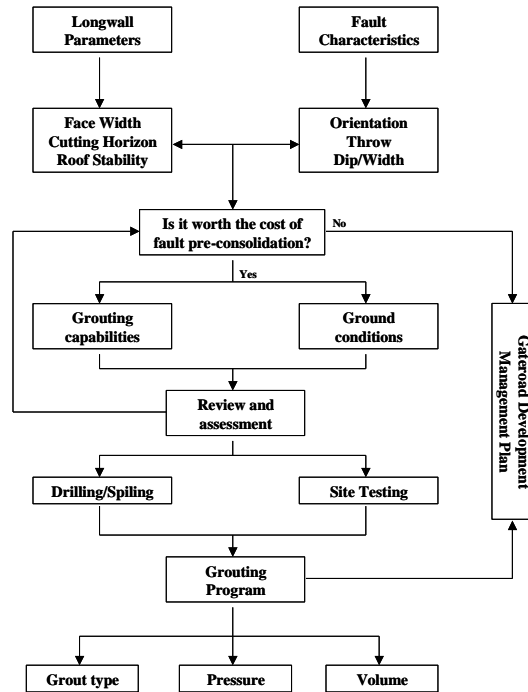 Longwall
Parameters
Fault
Characteristics
Face Width
Cutting Horizon
Roof Stability
Orientation
Throw
Dip/Width
Is it worth the cost of
fault pre-consolidation?
No
Yes
Grouting
capabilities
Ground
conditions
Gateroad Development
Management Plan
Review and
assessment
Drilling/Spiling
Site Testing
Grouting
Program
Grout type
Pressure
Volume